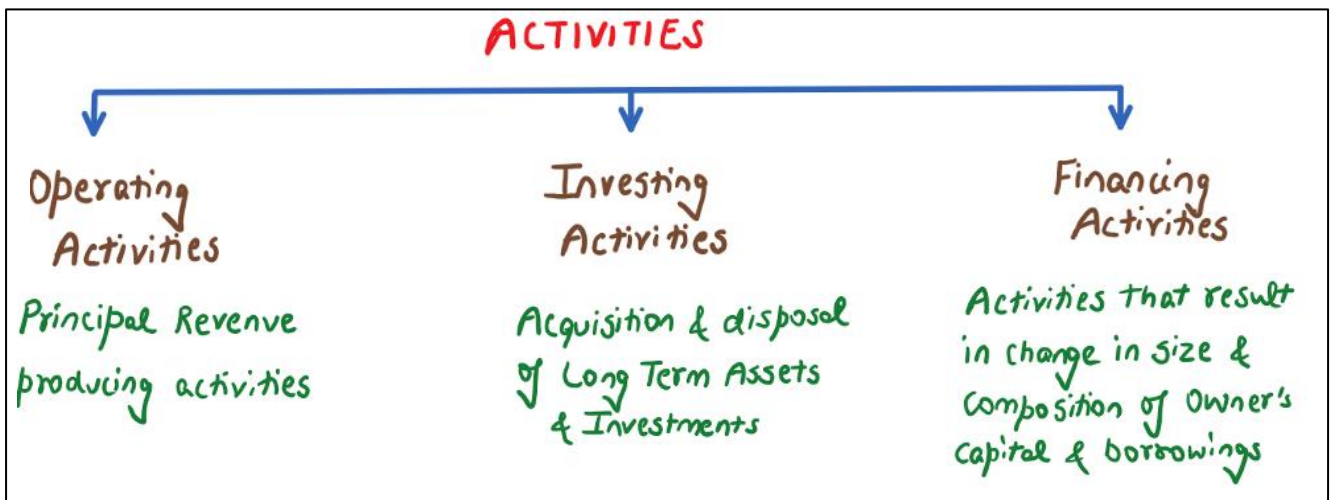 ACTIVITIES
Operating
Activities
Principal Revenue
producing activities
Investing
Activities
Acquisition & disposal
of Long Term Assets
& Investments
Financing
Activities
Activities that result
in change in size &
composition of Owner's
capital & borrowings